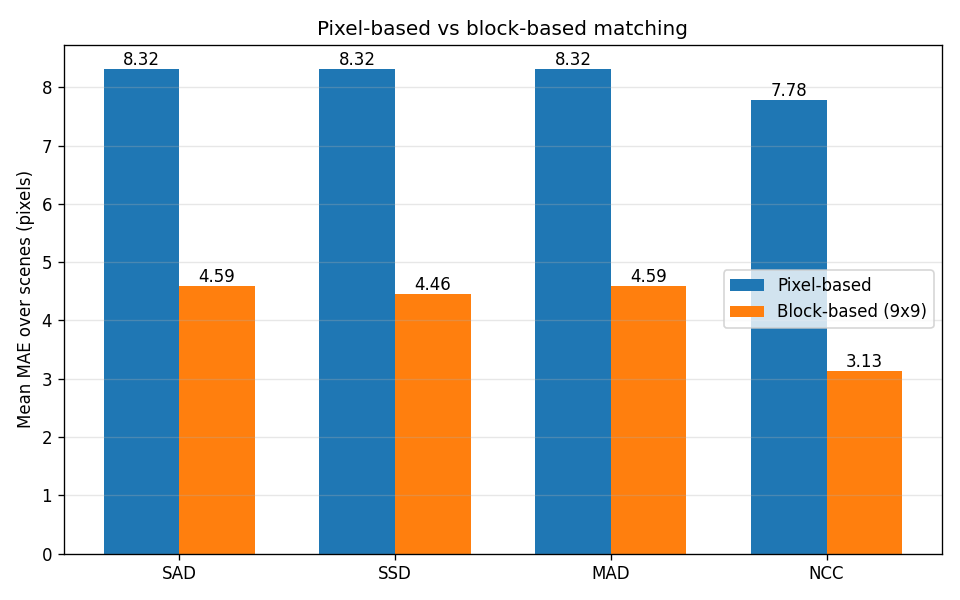 Pixel-based vs block-based matching
Mean MAE over scenes (pixels)
8
7
6
5
4
3
2
1
0
8.32
4.59
8.32
4.46
8.32
4.59
7.78
3.13
Pixel-based
Block-based (9x9)
SAD
SSD
MAD
NCC